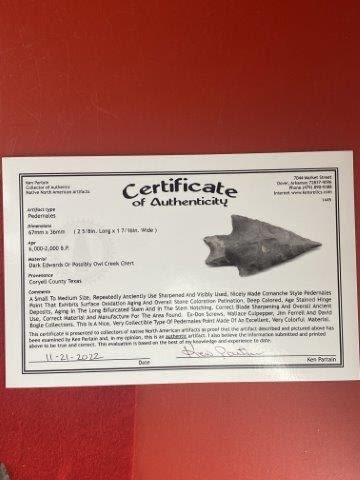 Ken Partain
Collector of Authentic
Native North American Artifacts
Certificate
of Authenticity
7044 Market Street
Dover, Arkansas 72837-9096
Phone (479) 890-9388
Internet www.kenrelics.com
Artifact type
Pedernales
Dimensions
67mm x 36mm ( 2 5/8in. Long x 1 7/16in. Wide )
Age
6,000-2,000 B.P.
Material
Dark Edwards Or Possibly Owl Creek Chert
Provenance
Coryell County Texas
Comments
A Small To Medium Size, Repeatedly Anciently Use Sharpened And Visibly Used, Nicely Made Comanche Style Pedernales
Point That Exhibits Surface Oxidation Aging And Overall Stone Coloration Patination, Deep Colored, Age Stained Hinge
Deposits, Aging In The Long Bifurcated Stem And In The Stem Notching, Correct Blade Sharpening And Overall Ancient
Use, Correct Material and Manufacture For The Area Found. Ex-Don Screws, Wallace Culpepper, Jim Ferrell and David
Bogle Collections. This Is A Nice, Very Collectible Type Of Pedernales Point Made Of An Excellent, Very Colorful Material.
This certificate is presented to collectors of native North American artifacts as proof that the artifact described and pictured above has
been examined by Ken Partain and, in my opinion, this is an authentic artifact. I also believe the information submitted and printed
above to be true and correct. This evaluation is based on the best of my knowledge and experience to date.
11-21-2022 Ken Partain
Date Ken Partain